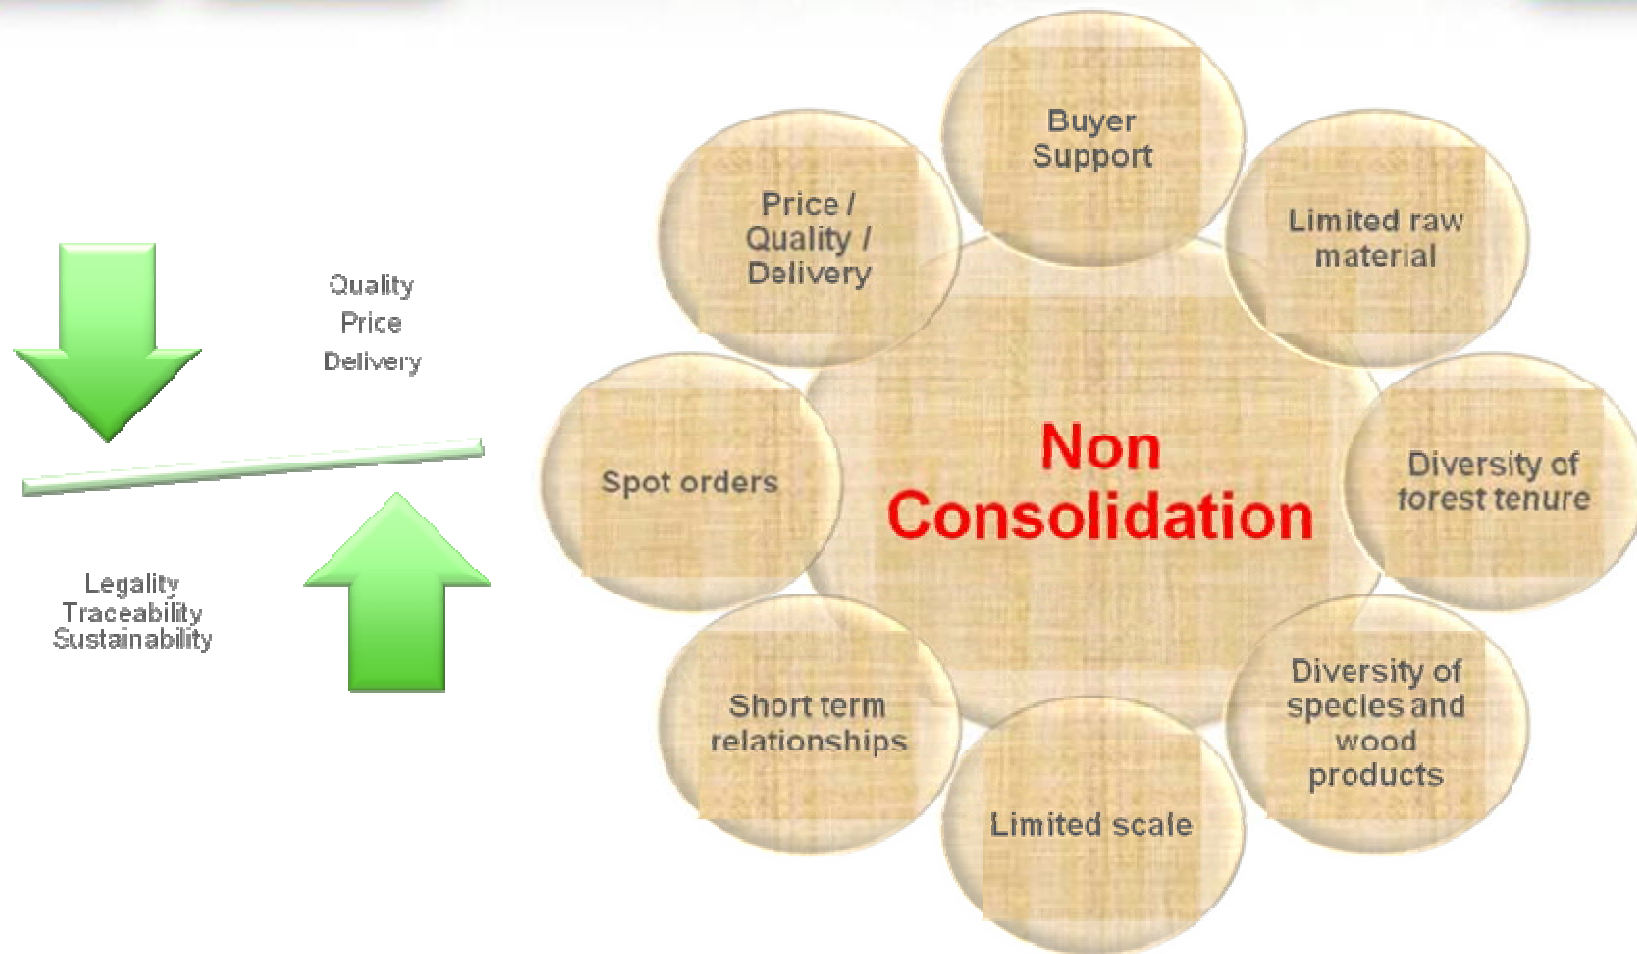 Quality
Price
Delivery
Legality
Traceability
Sustainability
Buyer
Support
Price /
Quality /
Delivery
Limited raw
material
Spot orders
Non
Consolidation
Diversity of
forest tenure
Short term
relationships
Diversity of
species and
wood
products
Limited scale